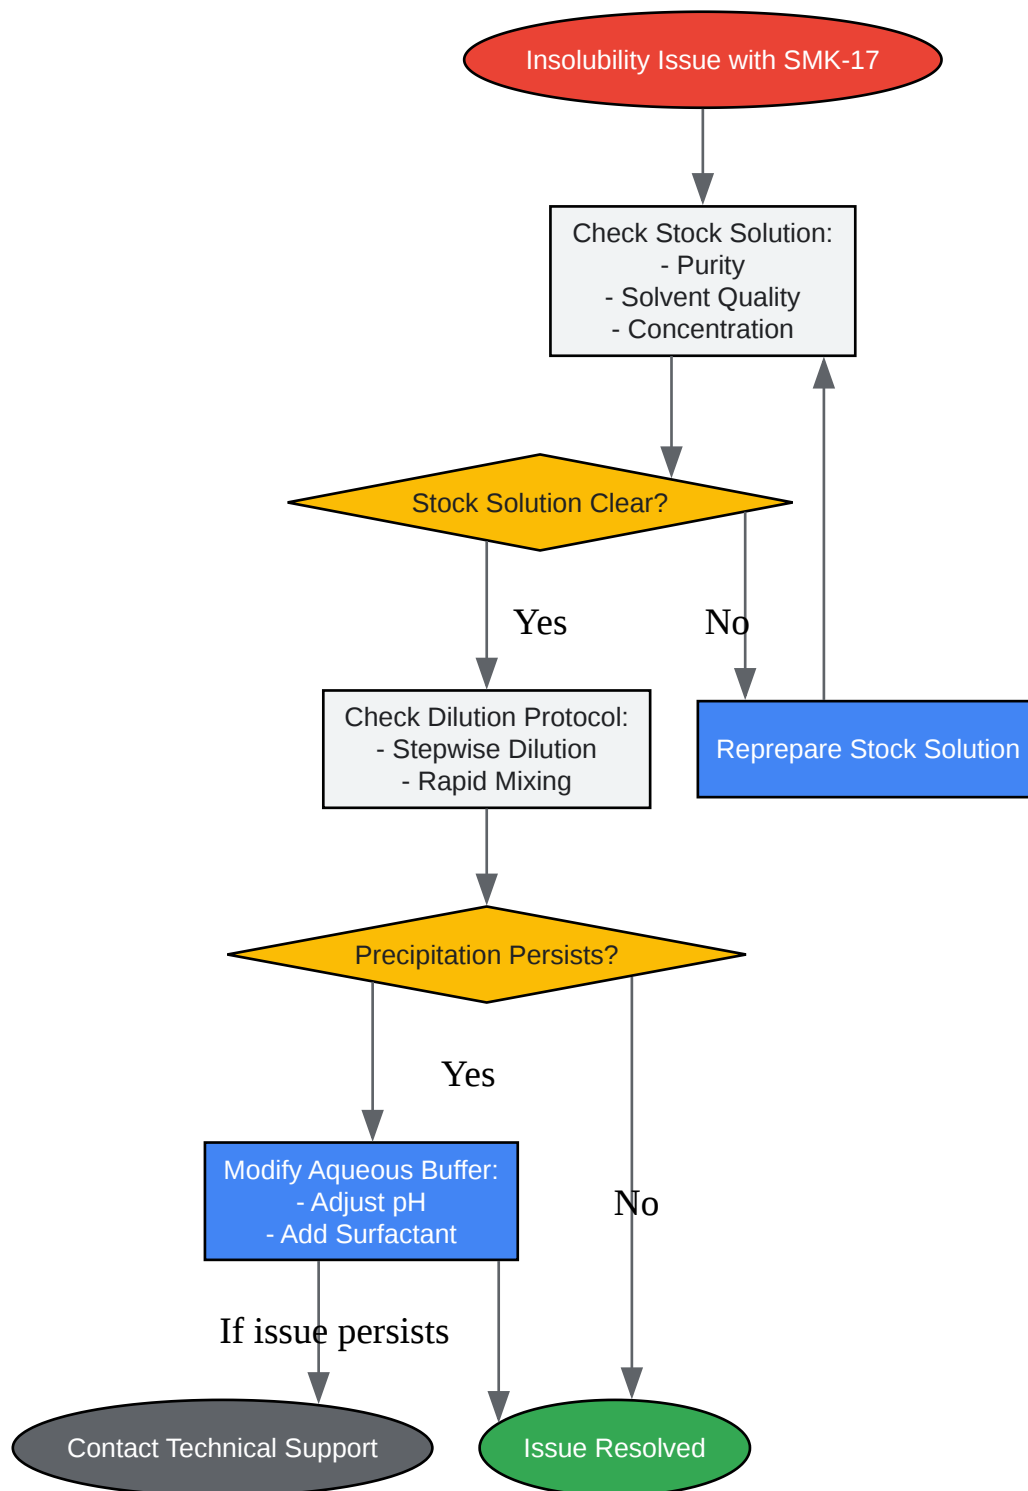 Insolubility Issue with SMK-17
Check Stock Solution:
- Purity
- Solvent Quality
- Concentration
Stock Solution Clear?
Yes
No
Check Dilution Protocol:
- Stepwise Dilution
- Rapid Mixing
Reprepare Stock Solution
Precipitation Persists?
Yes
Modify Aqueous Buffer:
- Adjust pH
- Add Surfactant
No
If issue persists
Contact Technical Support
Issue Resolved